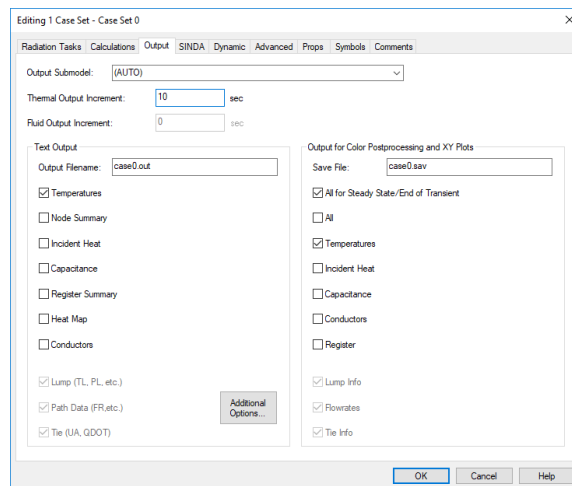 Editing 1 Case Set - Case Set 0
Radiation Tasks Calculations Output SINDA Dynamic Advanced Props Symbols Comments
Output Submodel: (AUTO)
Thermal Output Increment: 10 sec
Fluid Output Increment: 0 sec
Text Output
Output Filename: case0.out
Temperatures
Node Summary
Incident Heat
Capacitance
Register Summary
Heat Map
Conductors
Lump (TL, PL, etc.)
Path Data (FR,etc.)
Tie (UA, QDOT)
Additional
Options...
Output for Color Postprocessing and XY Plots
Save File: case0.sav
All for Steady State/End of Transient
All
Temperatures
Incident Heat
Capacitance
Conductors
Register
Lump Info
Flowrates
Tie Info
OK Cancel Help